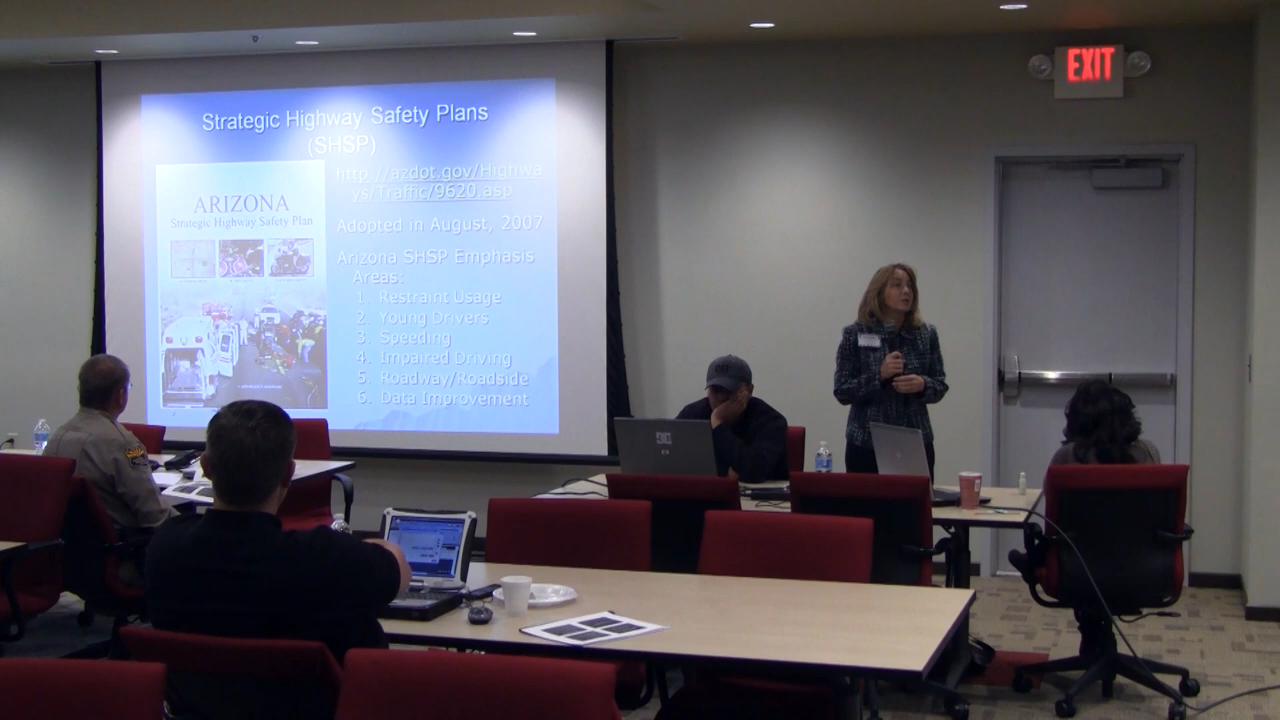 Strategic Highway Safety Plans
(SHSP)
http://azdot.gov/Highwa
ys/Traffic/9620.asp
Adopted in August, 2007
Arizona SHSP Emphasis
Areas:
1. Restraint Usage
2. Young Drivers
3. Speeding
4. Impaired Driving
5. Roadway/Roadside
6. Data Improvement
ARIZONA
Strategic Highway Safety Plan
EXIT